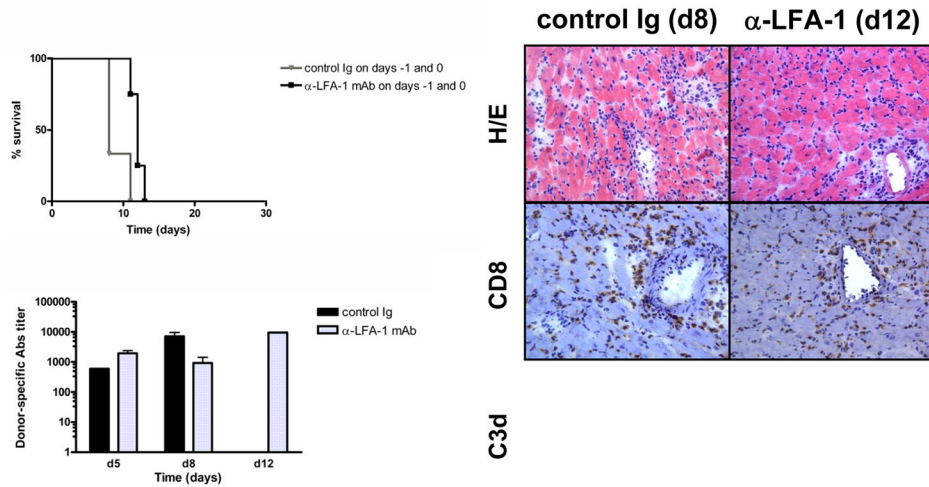 control Ig (d8) α-LFA-1 (d12)
100
50
0
% survival
0 10 20 30
Time (days)
control Ig on days -1 and 0
α-LFA-1 mAb on days -1 and 0
H/E
CD8
C3d
100000
10000
1000
100
10
1
Donor-specific Abs titer
d5 d8 d12
Time (days)
control Ig
α-LFA-1 mAb